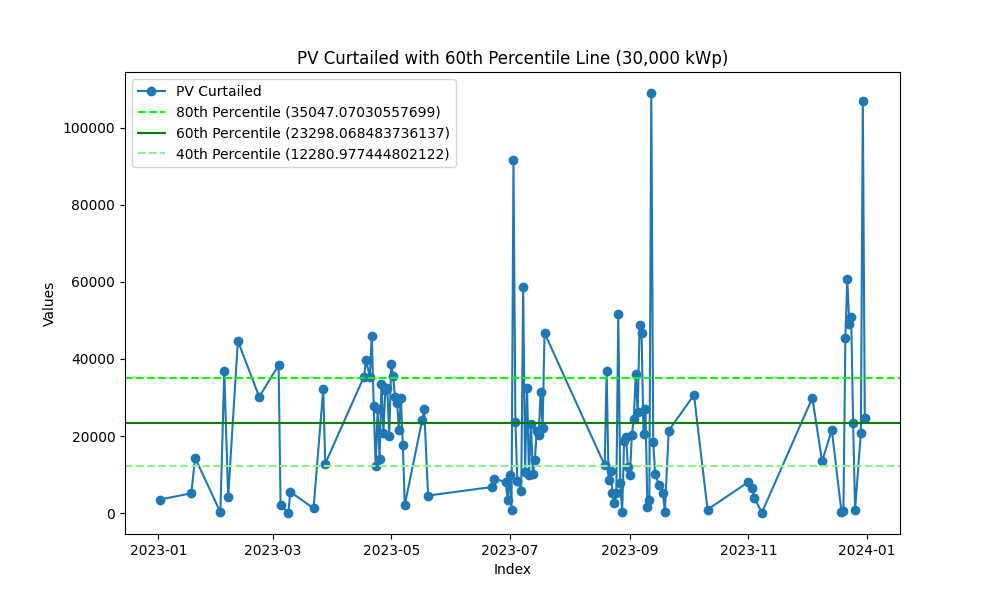 PV Curtailed with 60th Percentile Line (30,000 kWp)
PV Curtailed
80th Percentile (35047.07030557699)
60th Percentile (23298.068483736137)
40th Percentile (12280.977444802122)
100000
80000
60000
40000
20000
0
Values
2023-01 2023-03 2023-05 2023-07 2023-09 2023-11 2024-01
Index